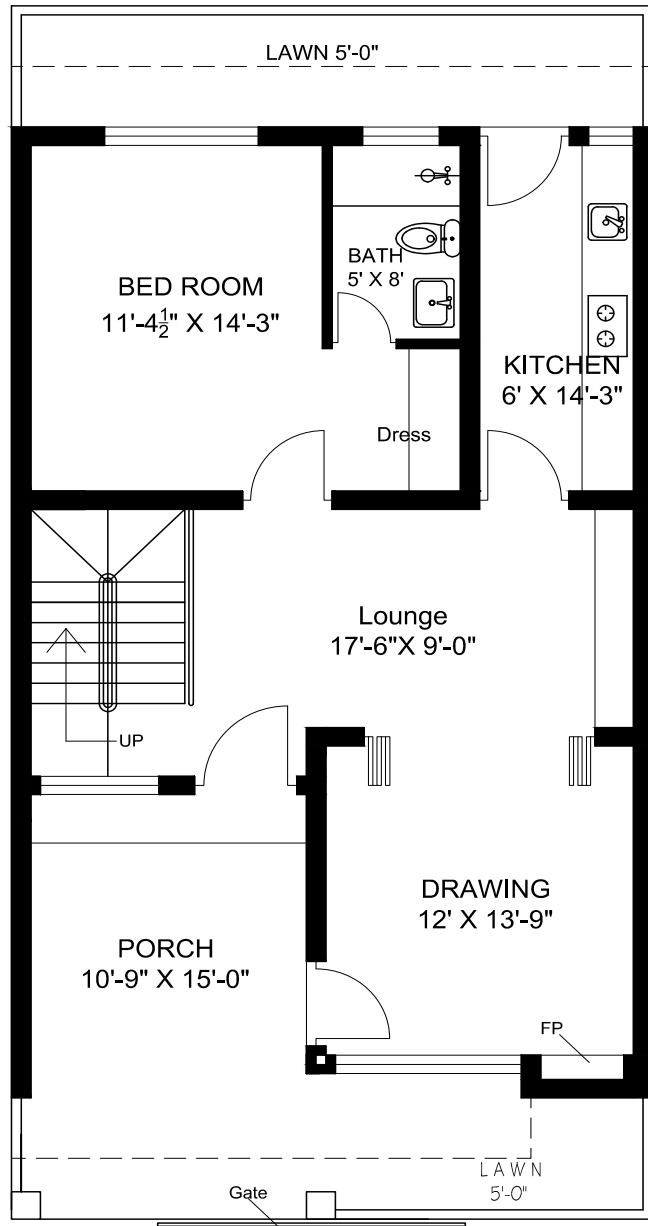 LAWN 5'-0"
BED ROOM
11'-4½" X 14'-3"
BATH
5' X 8'
KITCHEN
6' X 14'-3"
Dress
Lounge
17'-6"X 9'-0"
UP
DRAWING
12' X 13'-9"
PORCH
10'-9" X 15'-0"
FP
LAWN
5'-0"
Gate